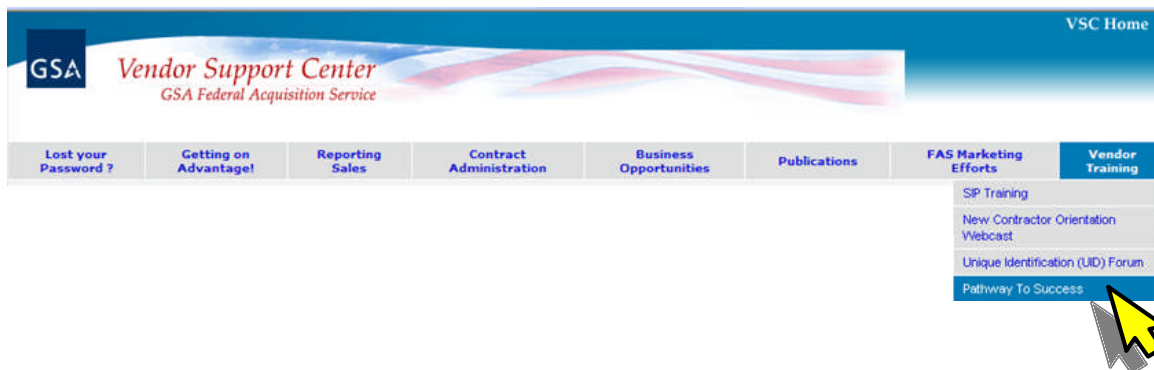 VSC Home
GSA
Vendor Support Center
GSA Federal Acquisition Service
Lost your
Password ?
Getting on
Advantage!
Reporting
Sales
Contract
Administration
Business
Opportunities
Publications
FAS Marketing
Efforts
Vendor
Training
SIP Training
New Contractor Orientation
Webcast
Unique Identification (UID) Forum
Pathway To Success